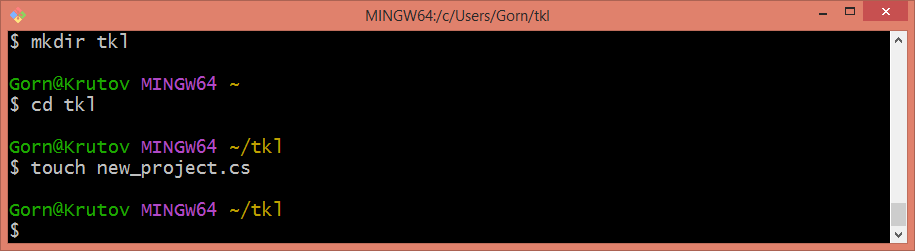 MINGW64:/c/Users/Gorn/tkl
$ mkdir tkl
Gorn@Krutov MINGW64 ~
$ cd tkl
Gorn@Krutov MINGW64 ~/tkl
$ touch new_project.cs
Gorn@Krutov MINGW64 ~/tkl
$